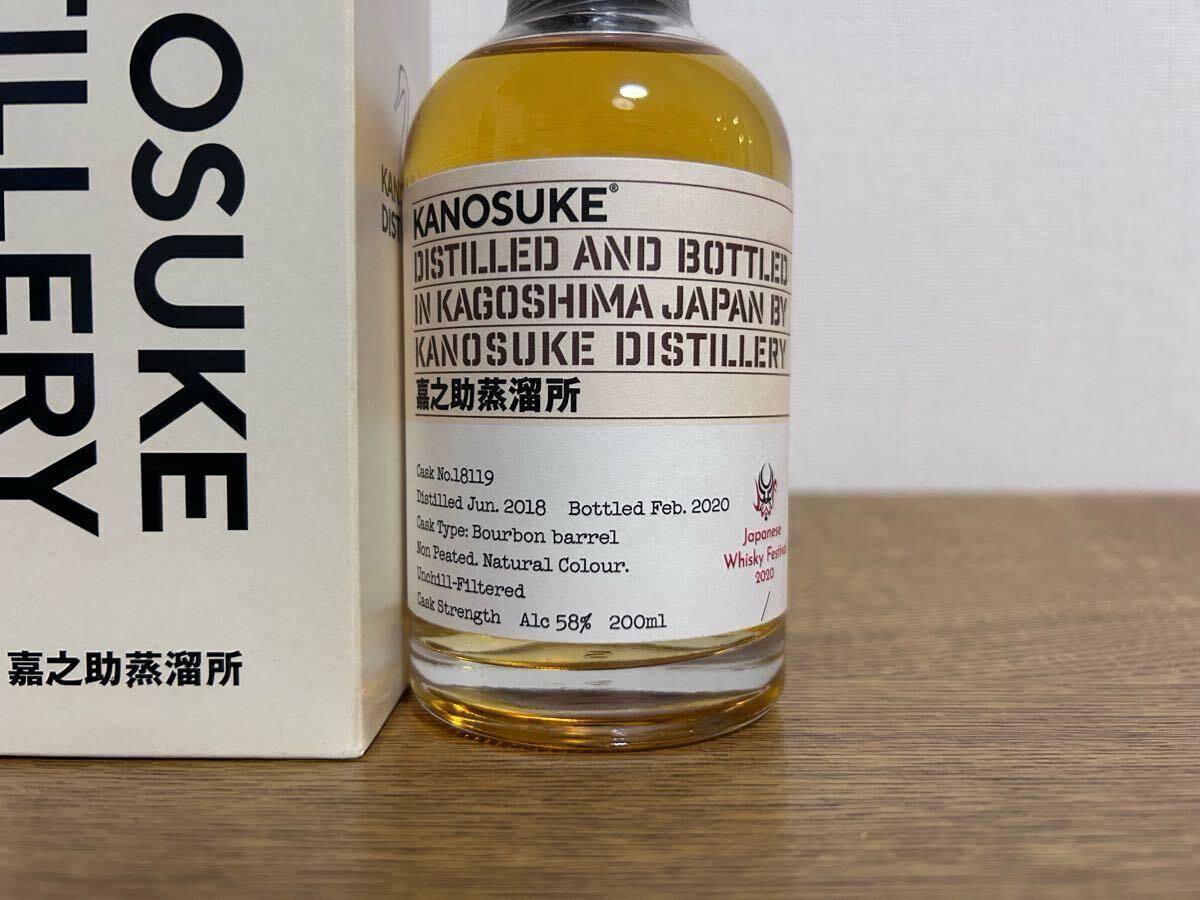 OSUKE
TILLERY
嘉之助蒸溜所
KANOSUKE®
DISTILLED AND BOTTLED
IN KAGOSHIMA JAPAN BY
KANOSUKE DISTILLERY
嘉之助蒸溜所
Cask No.18119
Distilled Jun. 2018 Bottled Feb. 2020
Cask Type: Bourbon barrel
Non Peated. Natural Colour.
Unchill-Filtered
Cask Strength Alc 58% 200ml
Japanese
Whisky Festival
2020
/